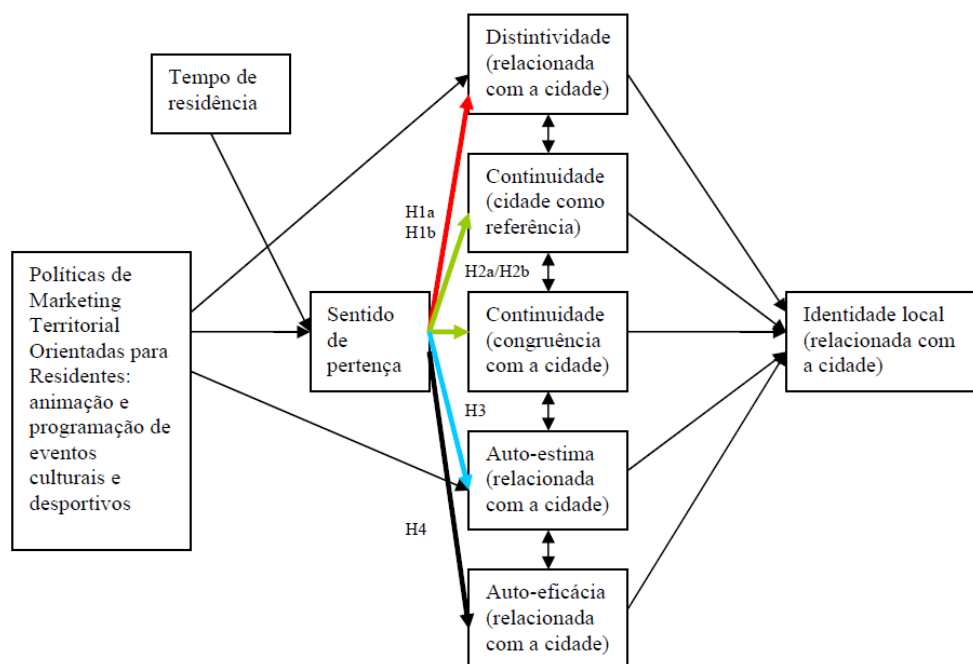 Tempo de
residência
Políticas de
Marketing
Territorial
Orientadas para
Residentes:
animação e
programação de
eventos
culturais e
desportivos
Sentido
de
pertença
H1a
H1b
H2a/H2b
H3
H4
Distintividade
(relacionada
com a cidade)
Continuidade
(cidade como
referência)
Continuidade
(congruência
com a cidade)
Auto-estima
(relacionada
com a cidade)
Auto-eficácia
(relacionada
com a cidade)
Identidade local
(relacionada com
a cidade)